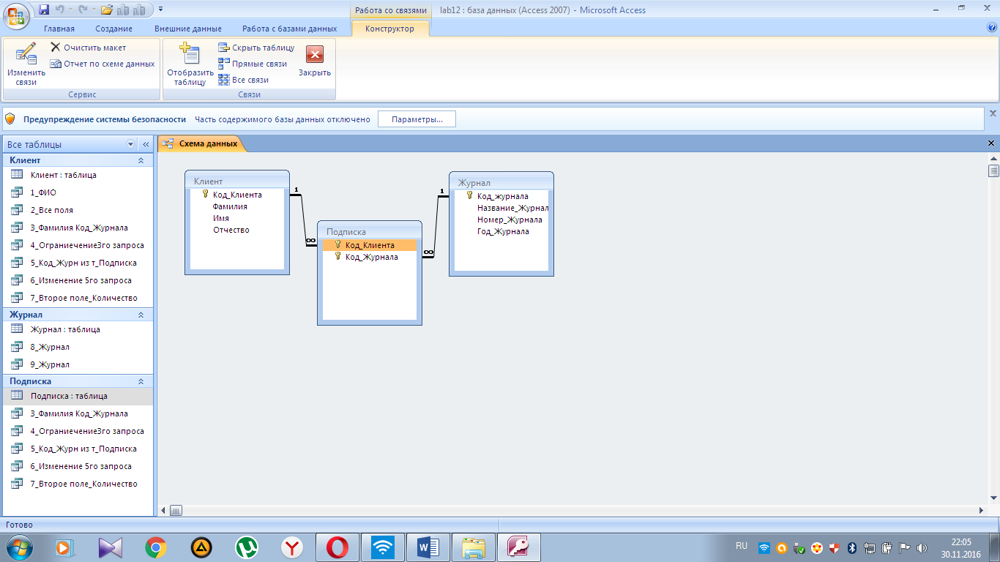 Работа со связями
lab12 : база данных (Access 2007) - Microsoft Access
Главная
Создание
Внешние данные
Работа с базами данных
Конструктор
Изменить связи
Очистить макет
Отчет по схеме данных
Сервис
Отобразить таблицу
Скрыть таблицу
Прямые связи
Все связи
Закрыть
Связи
Предупреждение системы безопасности
Часть содержимого базы данных отключено
Параметры...
Все таблицы
Клиент
Клиент : таблица
1_ФИО
2_Все поля
3_Фамилия Код_Журнала
4_Ограниечение3го запроса
5_Код_Журн из т_Подписка
6_Изменение 5го запроса
7_Второе поле_Количество
Журнал
Журнал : таблица
8_Журнал
9_Журнал
Подписка
Подписка : таблица
3_Фамилия Код_Журнала
4_Ограниечение3го запроса
5_Код_Журн из т_Подписка
6_Изменение 5го запроса
7_Второе поле_Количество
Схема данных
Клиент
Код_Клиента
Фамилия
Имя
Отчество
1
∞
Подписка
Код_Клиента
Код_Журнала
∞
1
Журнал
Код_журнала
Название_Журнал
Номер_Журнала
Год_Журнала
Готово
RU
22:05
30.11.2016